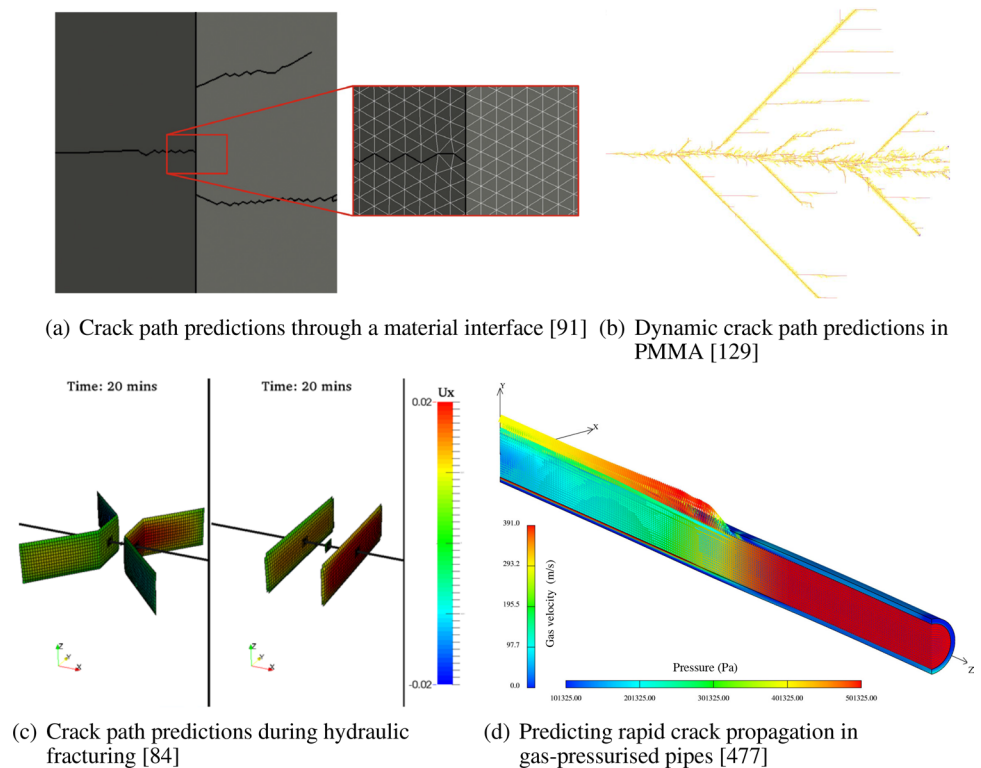 (a) Crack path predictions through a material interface [91]
(b) Dynamic crack path predictions in
PMMA [129]
Time: 20 mins
Time: 20 mins
Ux
0.02
-0.02
z
y
x
z
y
x
(c) Crack path predictions during hydraulic
fracturing [84]
Y
X
Z
391.0
293.2
195.5
97.7
0.0
Gas velocity (m/s)
Pressure (Pa)
101325.00 201325.00 301325.00 401325.00 501325.00
(d) Predicting rapid crack propagation in
gas-pressurised pipes [477]